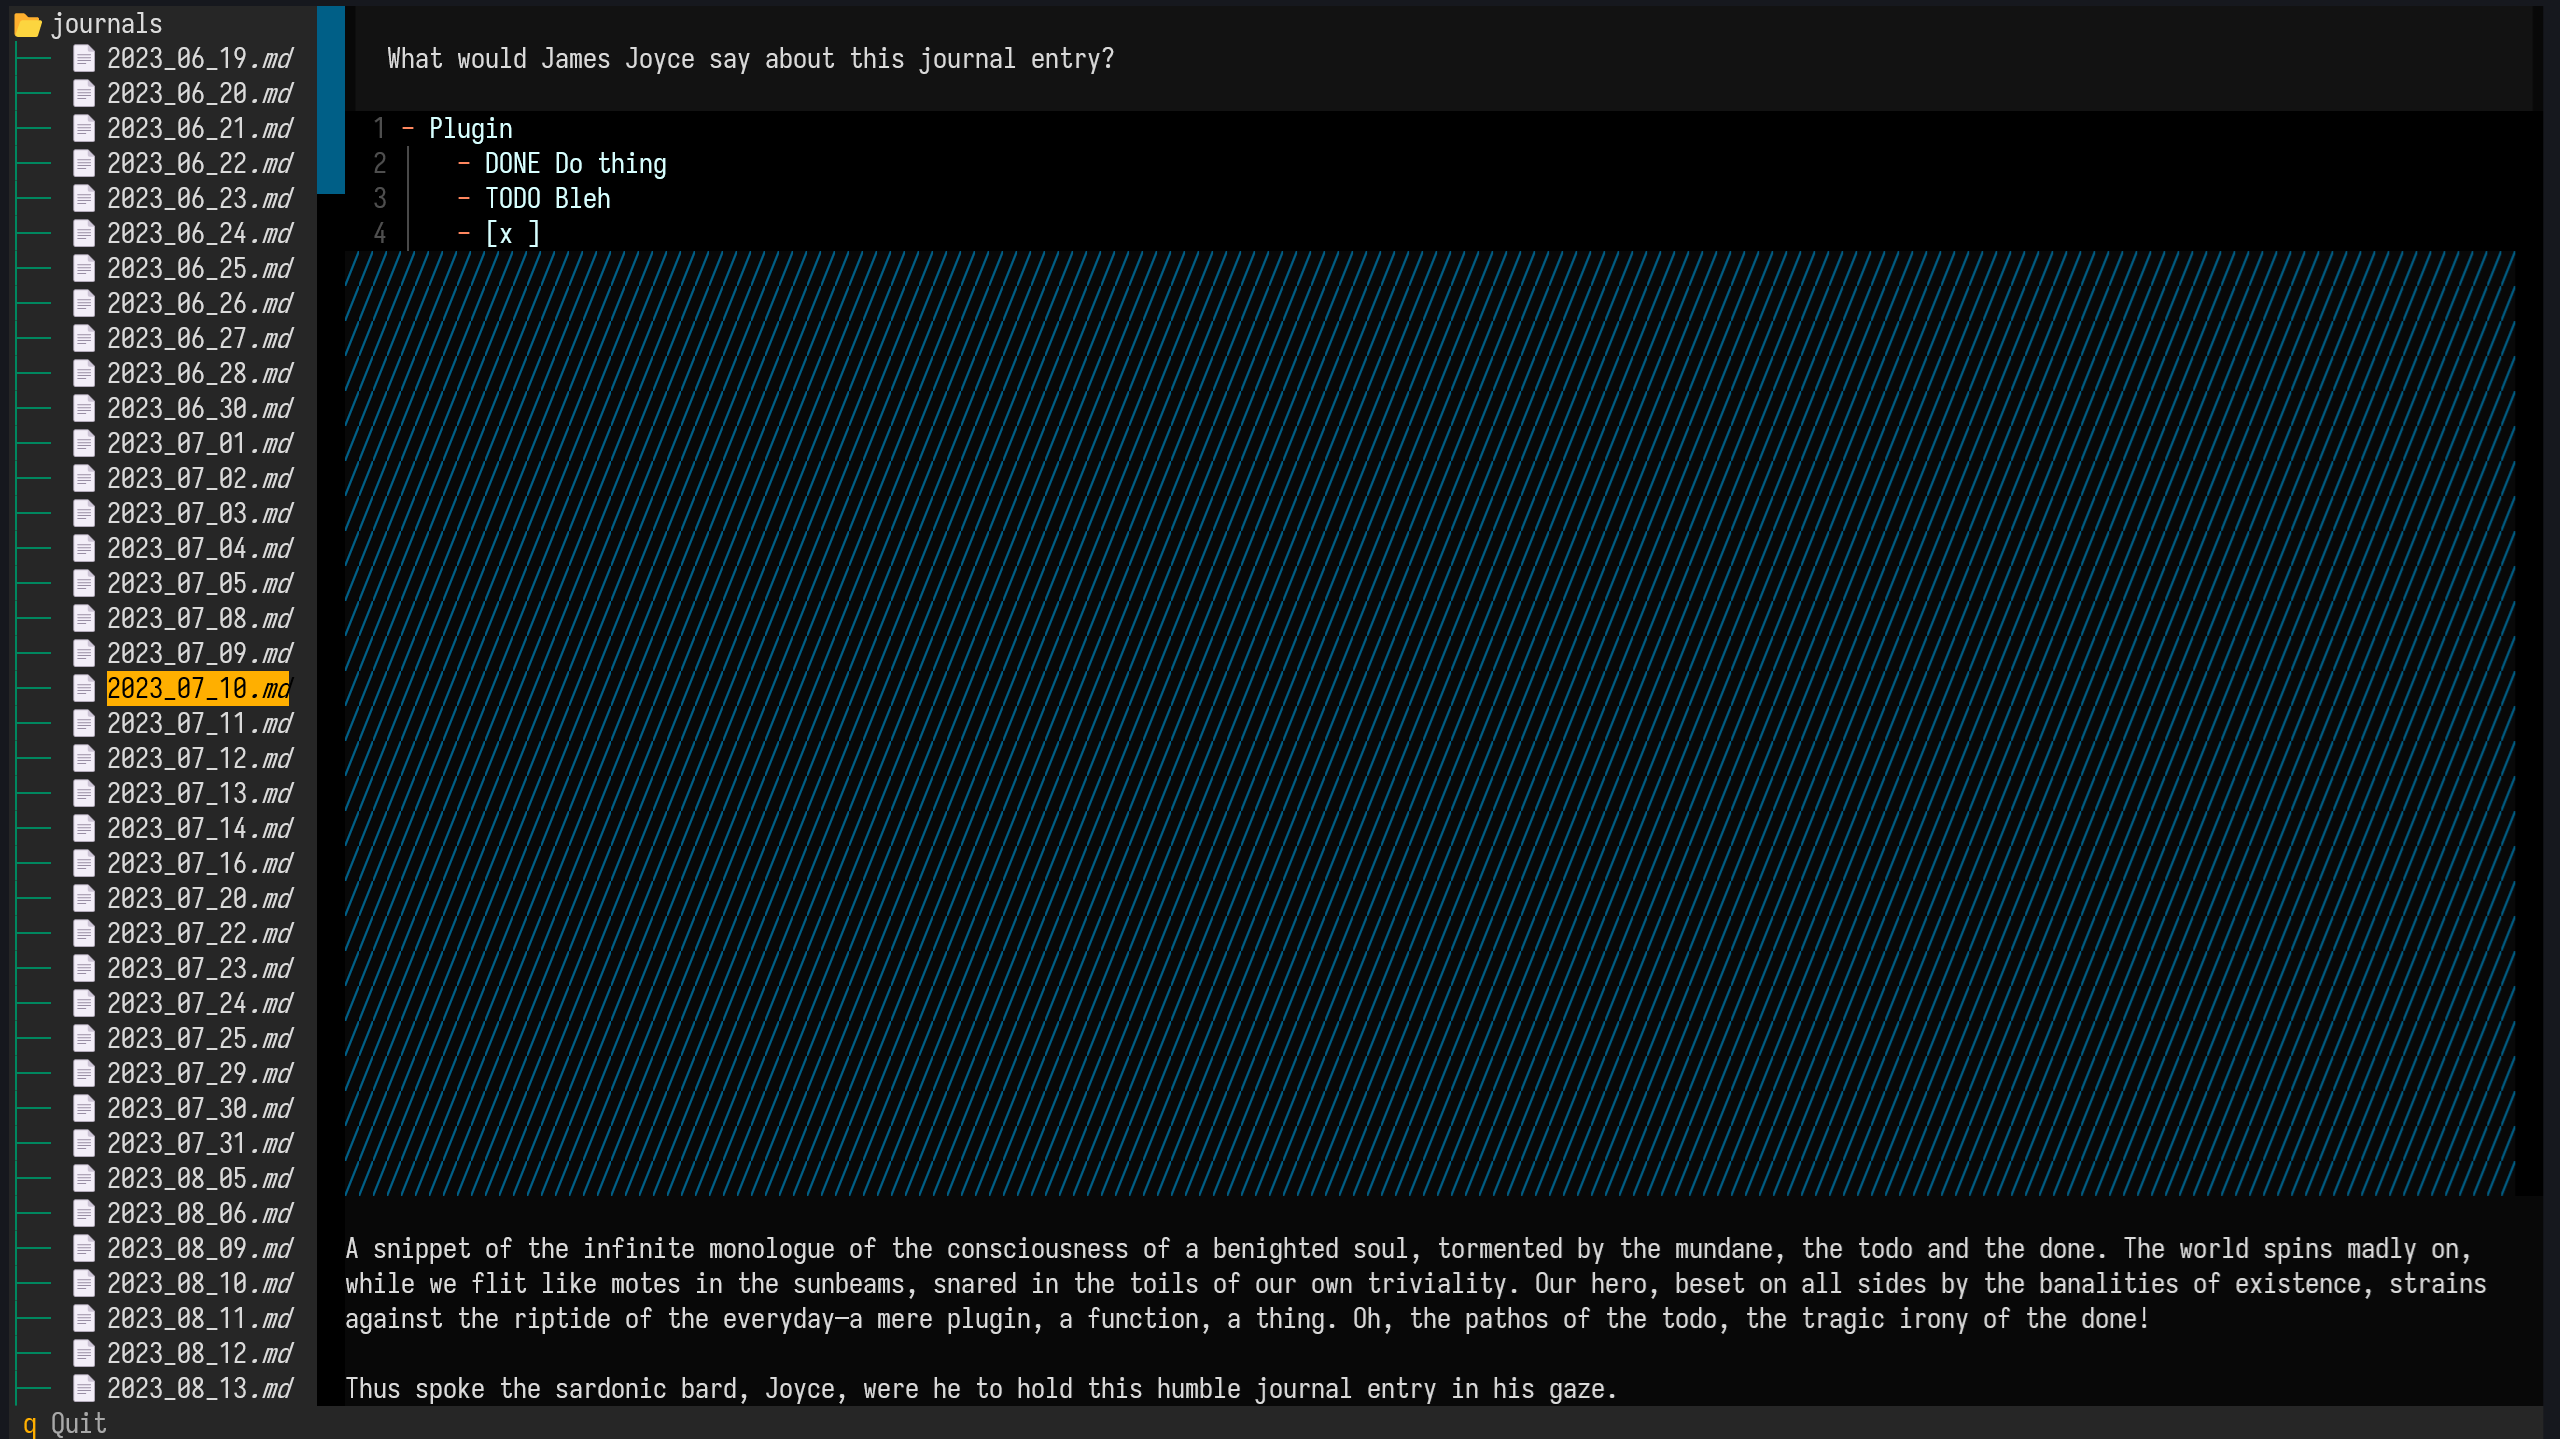 journals
2023_06_19.md
2023_06_20.md
2023_06_21.md
2023_06_22.md
2023_06_23.md
2023_06_24.md
2023_06_25.md
2023_06_26.md
2023_06_27.md
2023_06_28.md
2023_06_30.md
2023_07_01.md
2023_07_02.md
2023_07_03.md
2023_07_04.md
2023_07_05.md
2023_07_08.md
2023_07_09.md
2023_07_10.md
2023_07_11.md
2023_07_12.md
2023_07_13.md
2023_07_14.md
2023_07_16.md
2023_07_20.md
2023_07_22.md
2023_07_23.md
2023_07_24.md
2023_07_25.md
2023_07_29.md
2023_07_30.md
2023_07_31.md
2023_08_05.md
2023_08_06.md
2023_08_09.md
2023_08_10.md
2023_08_11.md
2023_08_12.md
2023_08_13.md
What would James Joyce say about this journal entry?
1 - Plugin
2 - DONE Do thing
3 - TODO Bleh
4 - [x ]
A snippet of the infinite monologue of the consciousness of a benighted soul, tormented by the mundane, the todo and the done. The world spins madly on,
while we flit like motes in the sunbeams, snared in the toils of our own triviality. Our hero, beset on all sides by the banalities of existence, strains
against the riptide of the everyday—a mere plugin, a function, a thing. Oh, the pathos of the todo, the tragic irony of the done!
Thus spoke the sardonic bard, Joyce, were he to hold this humble journal entry in his gaze.
q Quit